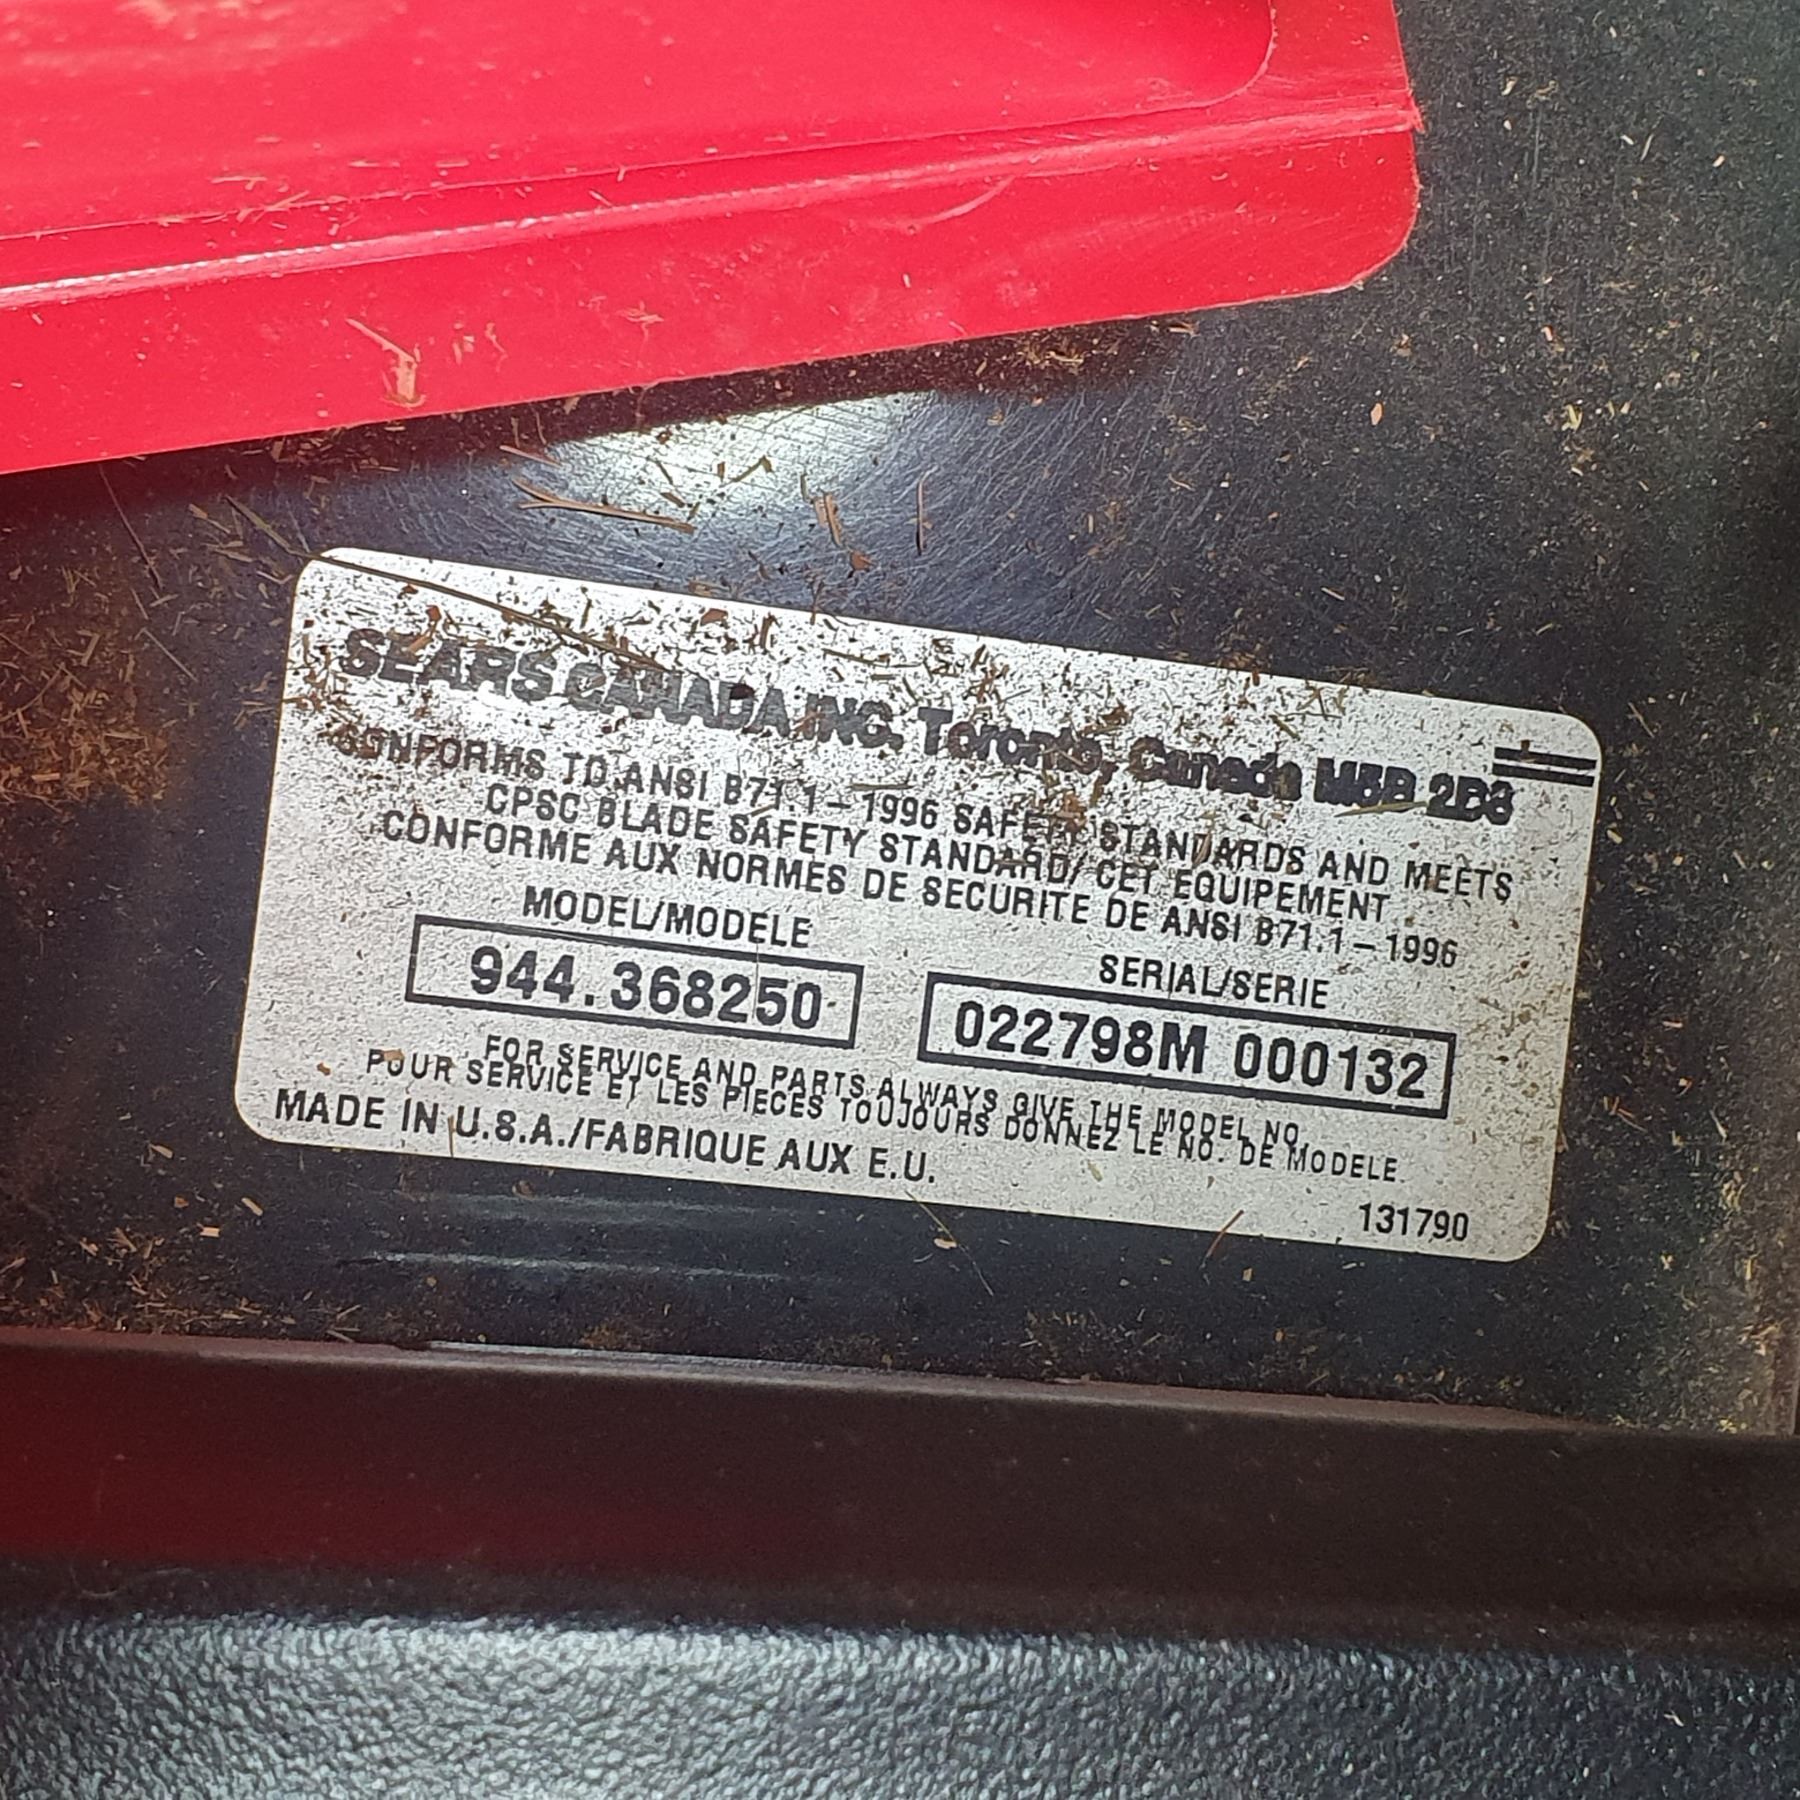 SEARS CANADA INC. Toronto, Canada M5B 2B8
CONFORMS TO ANSI B71.1-1996 SAFETY STANDARDS AND MEETS
CPSC BLADE SAFETY STANDARD/ CET EQUIPEMENT
CONFORME AUX NORMES DE SECURITE DE ANSI B71.1-1996
MODEL/MODELE
SERIAL/SERIE
944.368250
022798M 000132
FOR SERVICE AND PARTS ALWAYS GIVE THE MODEL NO.
POUR SERVICE ET LES PIECES TOUJOURS DONNEZ LE NO. DE MODELE.
MADE IN U.S.A./FABRIQUE AUX E.U.
131790